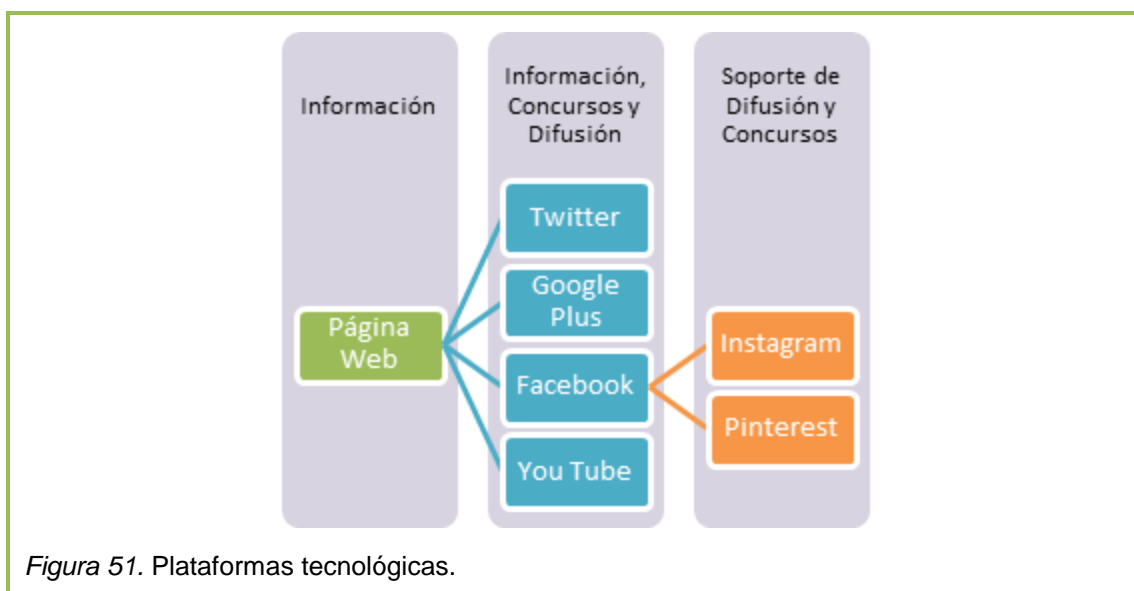 Información
Información,
Concursos y
Difusión
Soporte de
Difusión y
Concursos
Twitter
Google
Plus
Página
Web
Facebook
You Tube
Instagram
Pinterest
Figura 51. Plataformas tecnológicas.